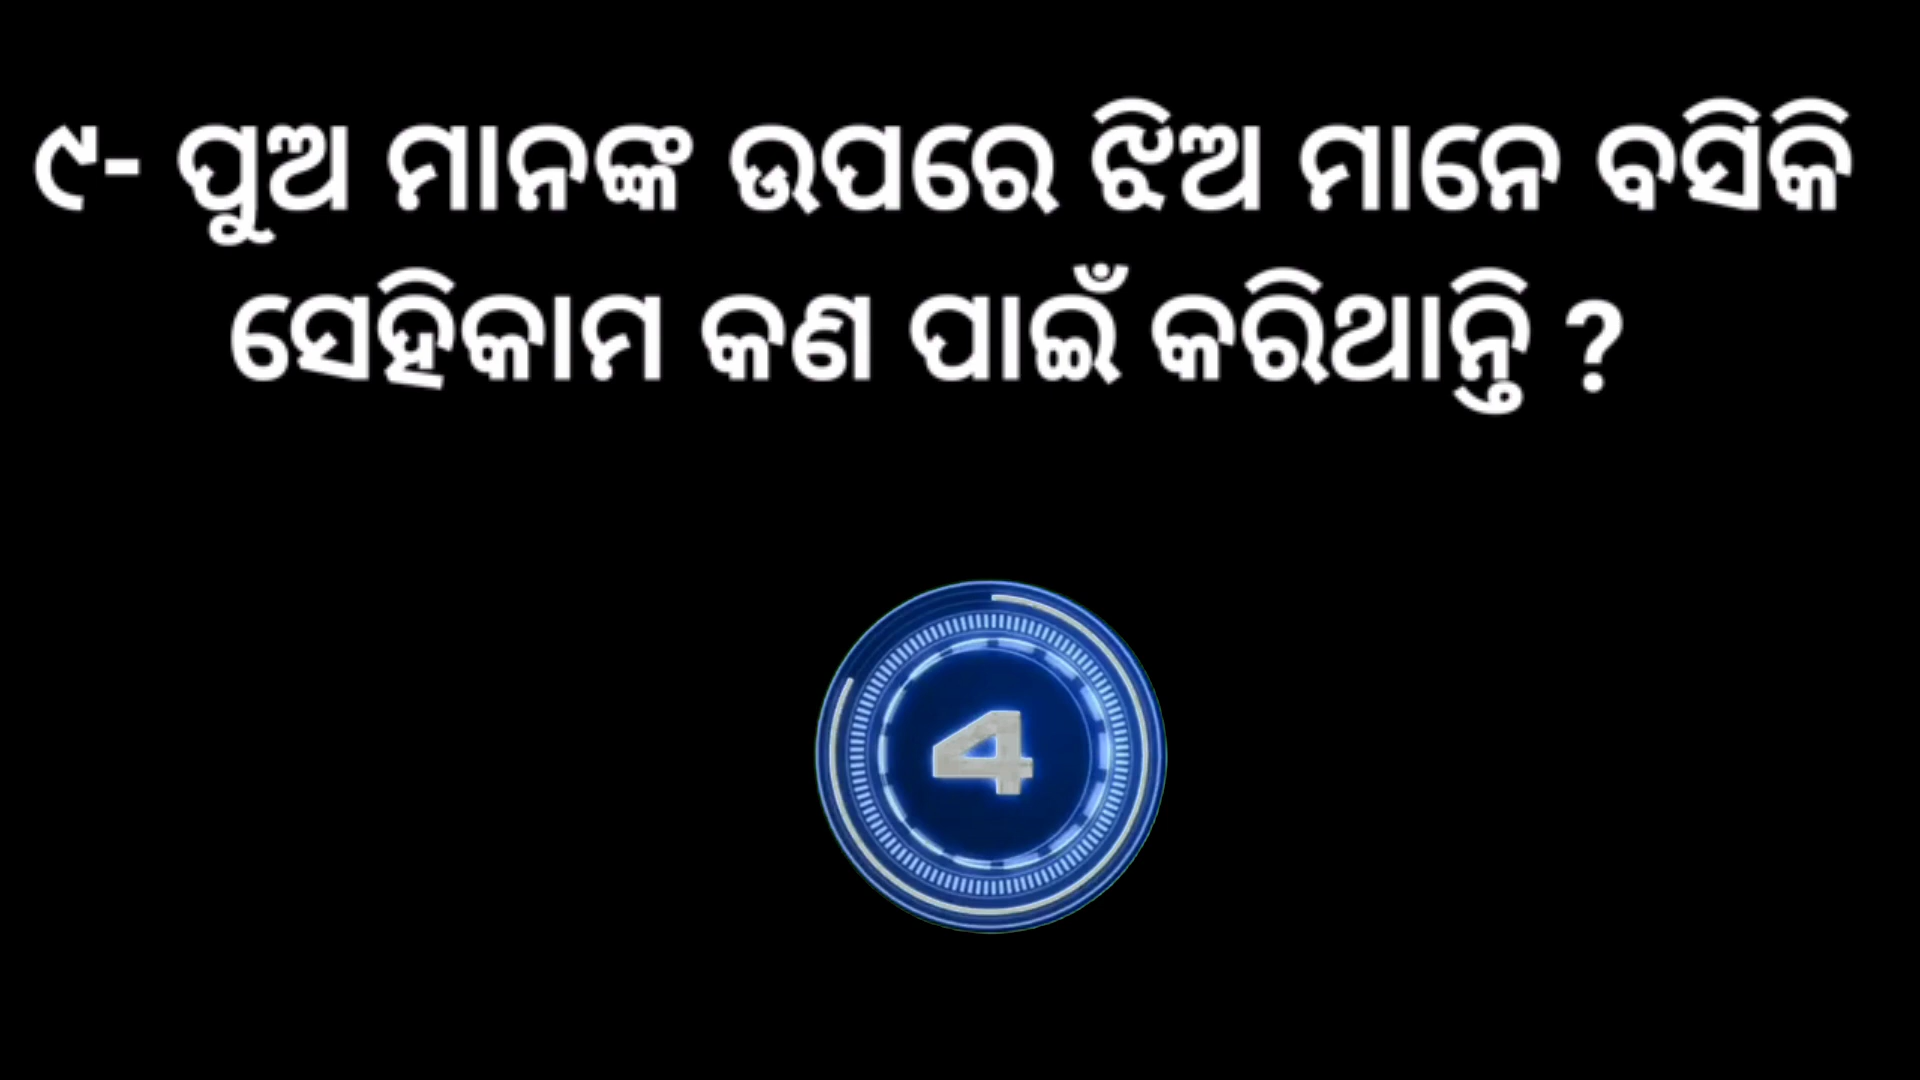 ୯- ପୁଅ ମାନଙ୍କ ଉପରେ ଝିଅ ମାନେ ବସିକି
ସେହିକାମ କଣ ପାଇଁ କରିଥାନ୍ତି ?
4